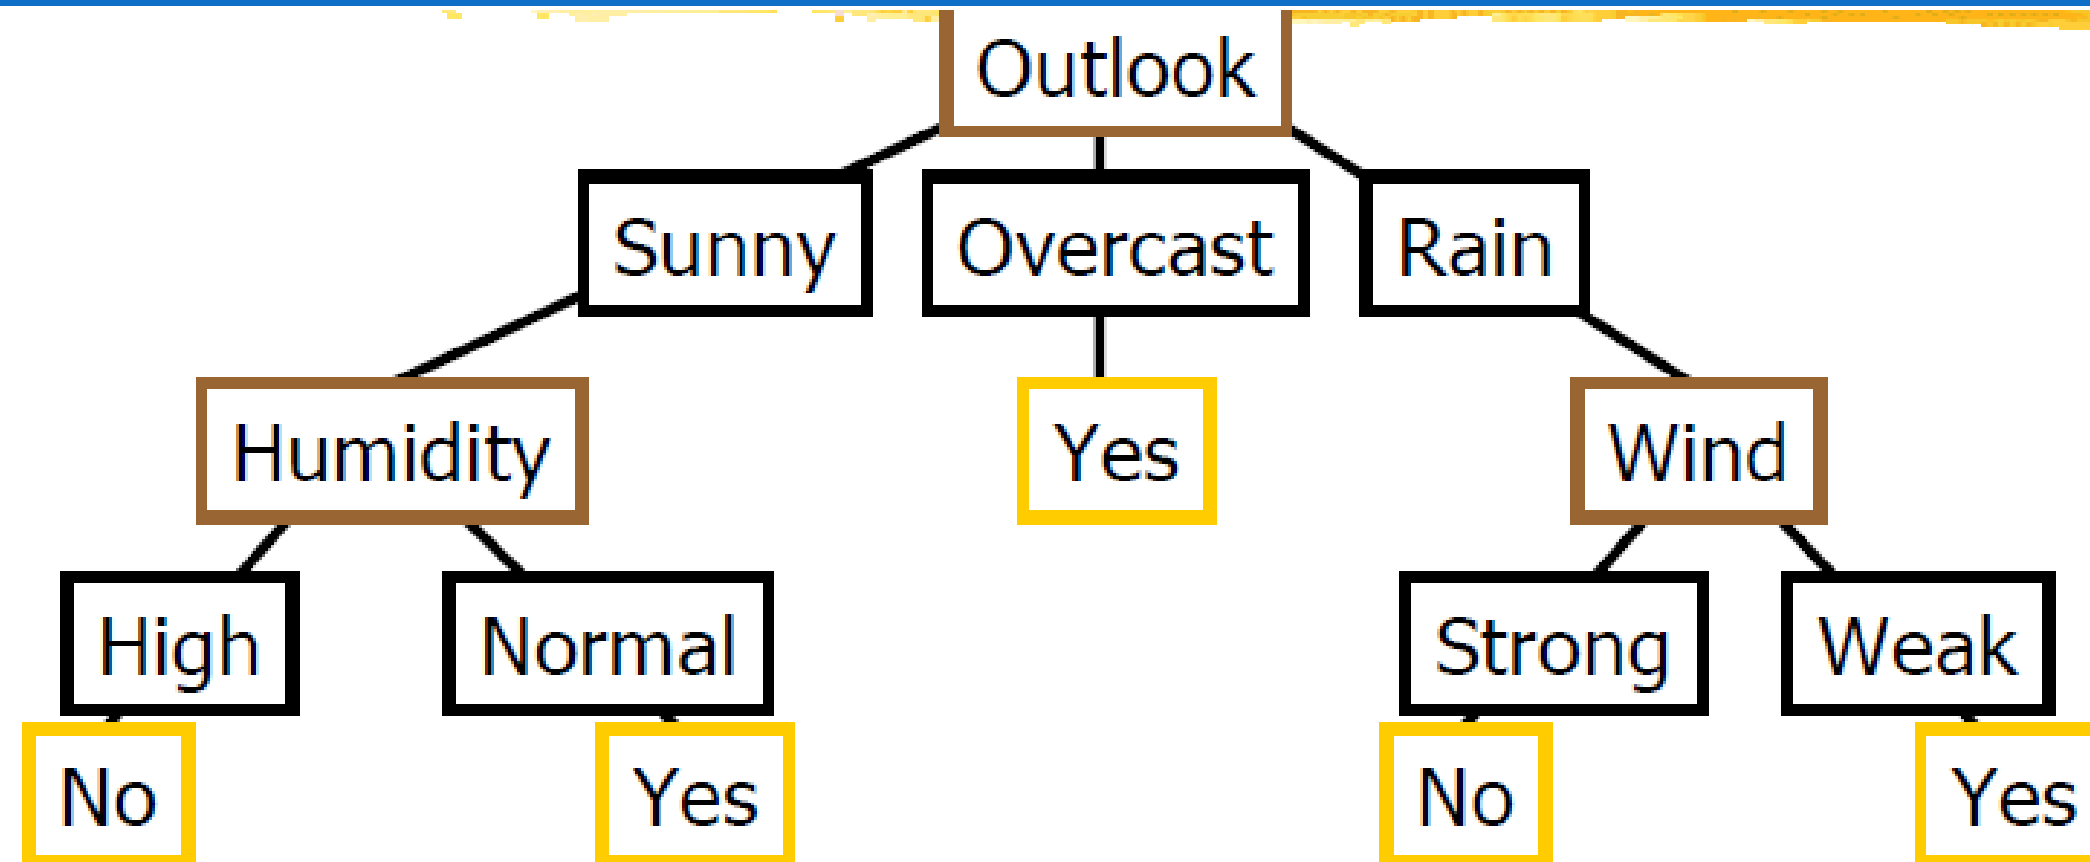 Outlook
Sunny Overcast Rain
Humidity Yes Wind
High Normal Strong Weak
No Yes No Yes